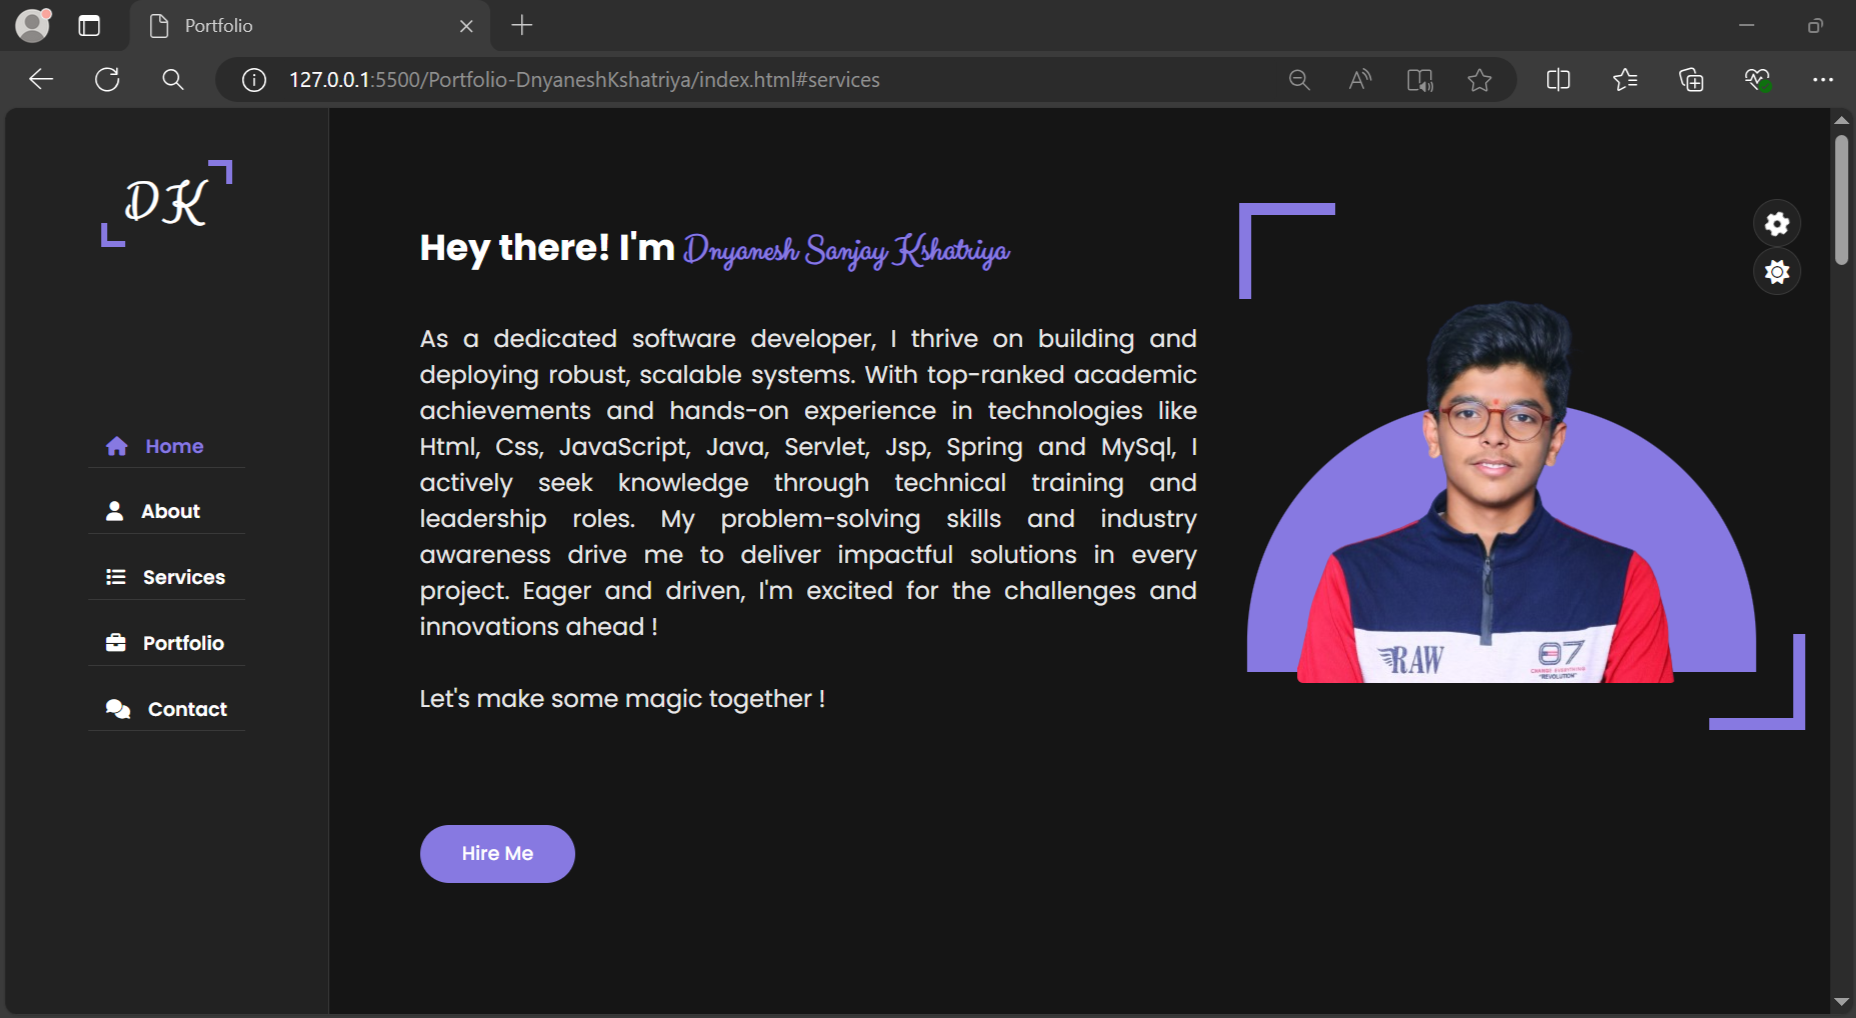 Portfolio
127.0.0.1:5500/Portfolio-DnyaneshKshatriya/index.html#services
DK
Home
About
Services
Portfolio
Contact
Hey there! I'm Dnyanesh Sanjay Kshatriya
As a dedicated software developer, I thrive on building and
deploying robust, scalable systems. With top-ranked academic
achievements and hands-on experience in technologies like
Html, Css, JavaScript, Java, Servlet, Jsp, Spring and MySql, I
actively seek knowledge through technical training and
leadership roles. My problem-solving skills and industry
awareness drive me to deliver impactful solutions in every
project. Eager and driven, I'm excited for the challenges and
innovations ahead !
Let's make some magic together !
Hire Me
RAW
07
CHANGE EVERYTHING
"REVOLUTION"